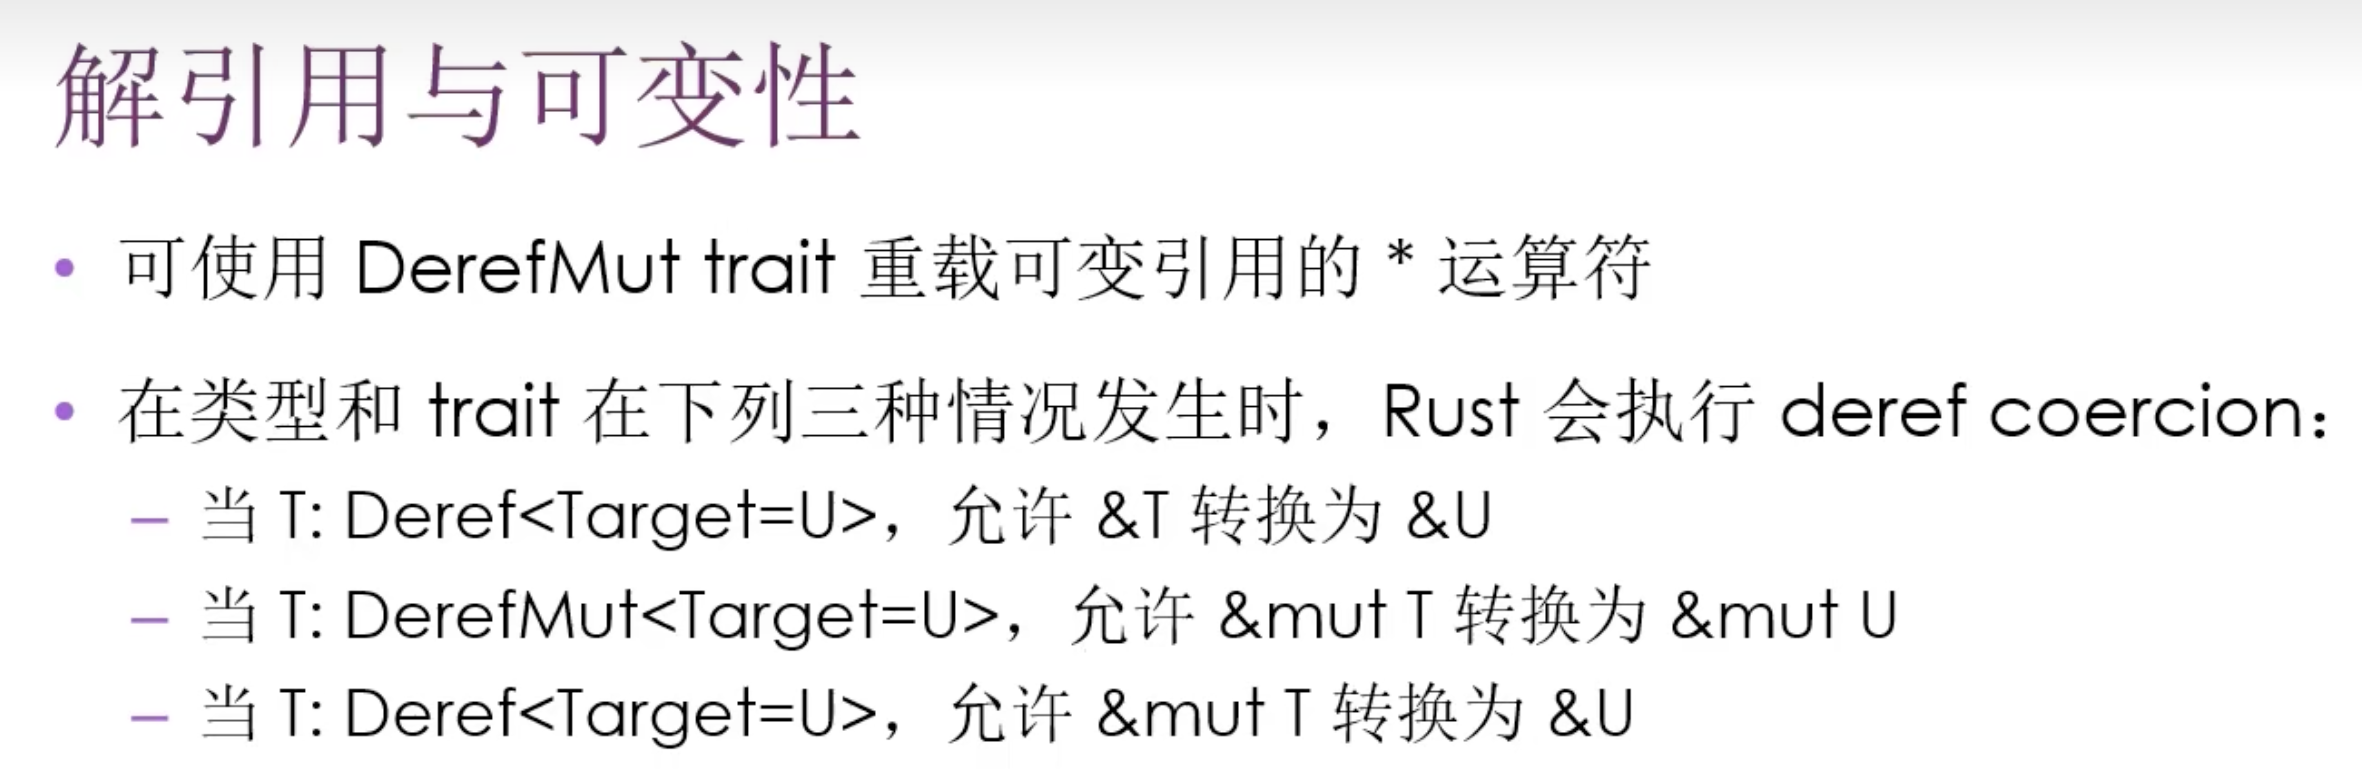 解引用与可变性
• 可使用 DerefMut trait 重载可变引用的 * 运算符
• 在类型和 trait 在下列三种情况发生时，Rust 会执行 deref coercion：
– 当 T: Deref<Target=U>，允许 &T 转换为 &U
– 当 T: DerefMut<Target=U>，允许 &mut T 转换为 &mut U
– 当 T: Deref<Target=U>，允许 &mut T 转换为 &U